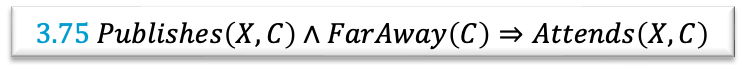 3.75 Publishes(X, C) ∧ FarAway(C) ⇒ Attends(X, C)